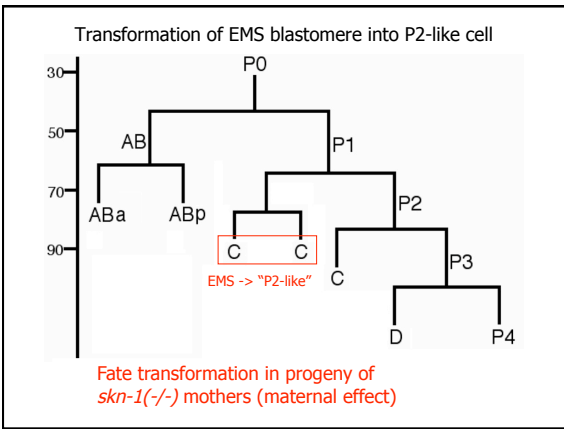 Transformation of EMS blastomere into P2-like cell
P0
30
50
AB
P1
70
ABa
ABp
P2
90
C
C
C
P3
EMS -> “P2-like”
D
P4
Fate transformation in progeny of
skn-1(-/-) mothers (maternal effect)